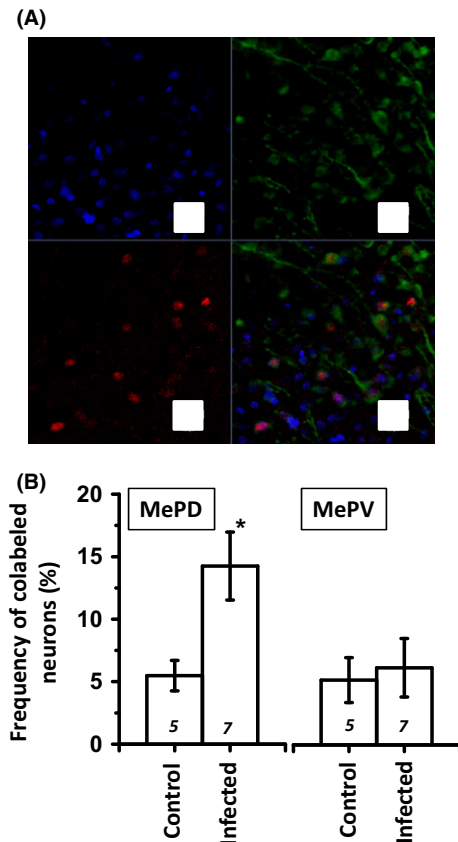 (A)
(B)
Frequency of colabeled
neurons (%)
20
15
10
5
0
MePD
MePV
*
5
7
5
7
Control
Infected
Control
Infected